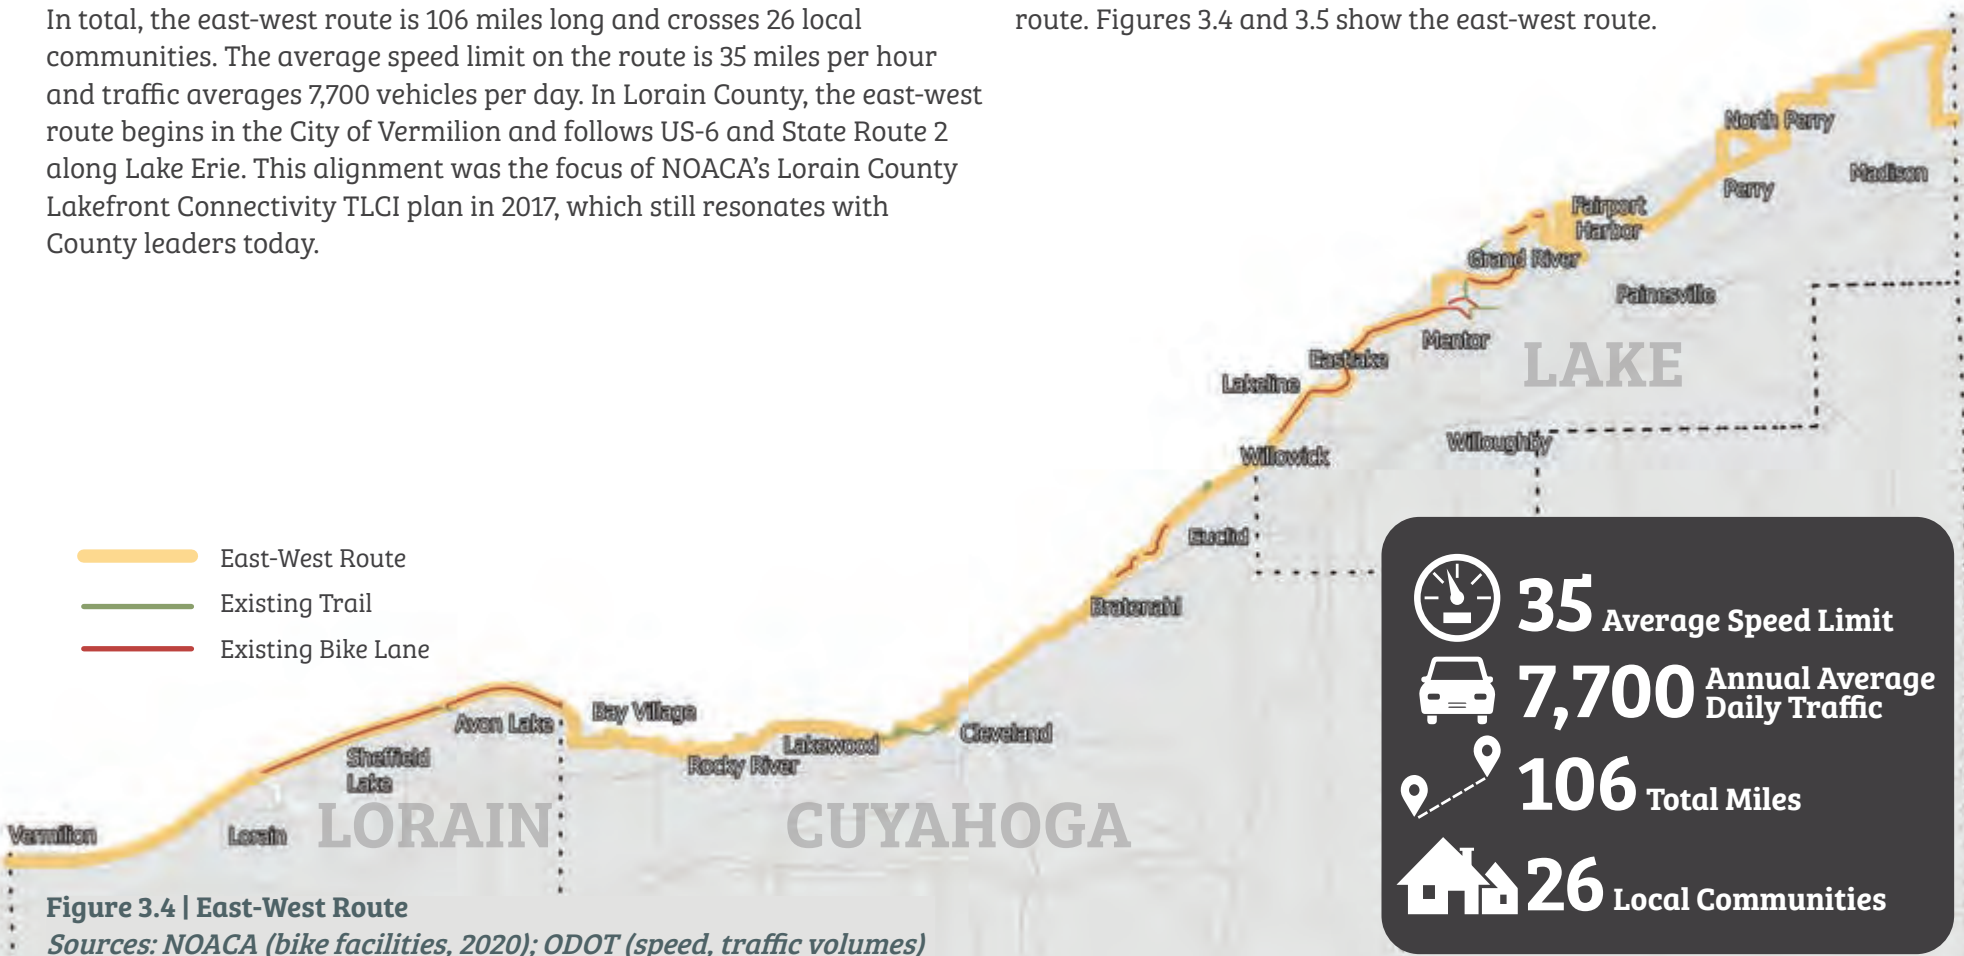 In total, the east-west route is 106 miles long and crosses 26 local
communities. The average speed limit on the route is 35 miles per hour
and traffic averages 7,700 vehicles per day. In Lorain County, the east-west
route begins in the City of Vermilion and follows US-6 and State Route 2
along Lake Erie. This alignment was the focus of NOACA's Lorain County
Lakefront Connectivity TLCI plan in 2017, which still resonates with
County leaders today.
route. Figures 3.4 and 3.5 show the east-west route.
North Perry
Madison
Perry
Fairport
Harbor
Grand River
Painesville
Mentor
LAKE
Eastlake
Lakeline
Willoughby
Willowick
Euclid
Bratenahl
East-West Route
Existing Trail
Existing Bike Lane
Bay Village
Avon Lake
Cleveland
Lakewood
Rocky River
Sheffield
Lake
LORAIN
CUYAHOGA
Vermilion
Lorain
35 Average Speed Limit
7,700 Annual Average
Daily Traffic
106 Total Miles
26 Local Communities
Figure 3.4 | East-West Route
Sources: NOACA (bike facilities, 2020); ODOT (speed, traffic volumes)